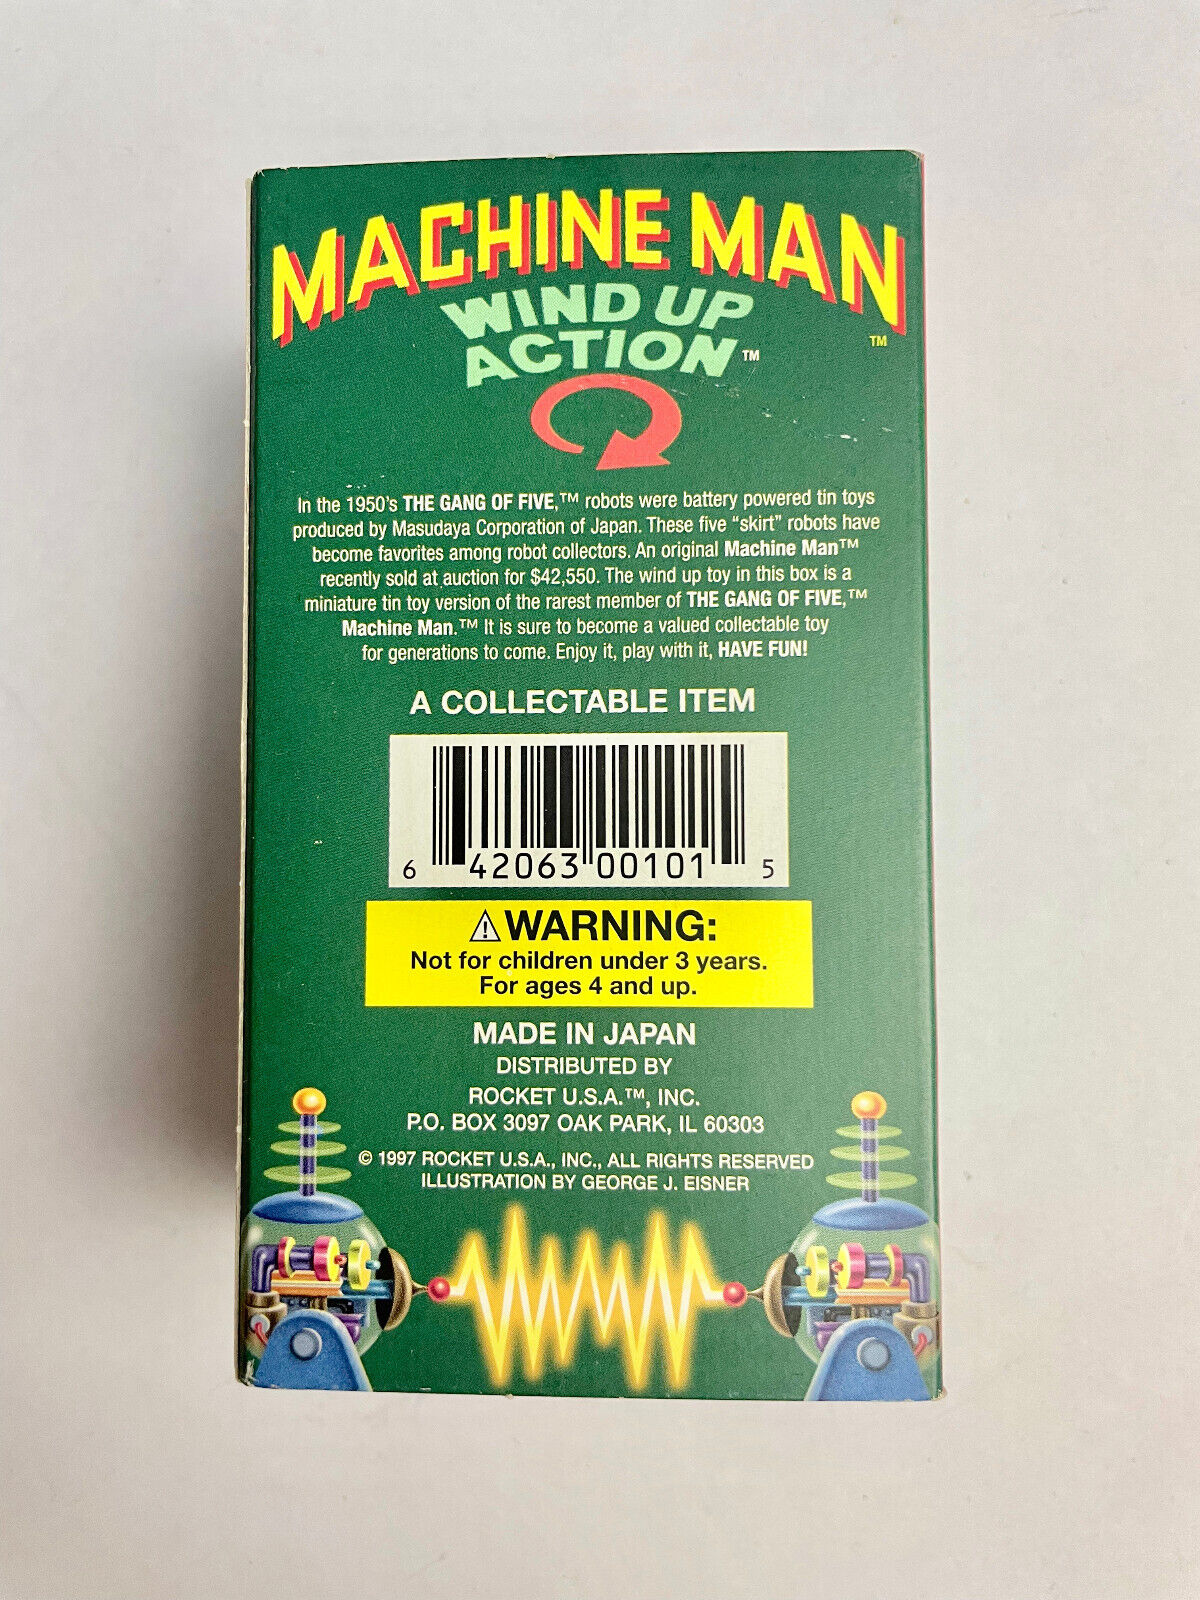 MACHINE MAN™
WIND UP
ACTION™
In the 1950's THE GANG OF FIVE,™ robots were battery powered tin toys
produced by Masudaya Corporation of Japan. These five “skirt” robots have
become favorites among robot collectors. An original Machine Man™
recently sold at auction for $42,550. The wind up toy in this box is a
miniature tin toy version of the rarest member of THE GANG OF FIVE,™
Machine Man.™ It is sure to become a valued collectable toy
for generations to come. Enjoy it, play with it, HAVE FUN!
A COLLECTABLE ITEM
6 42063 00101 5
⚠WARNING:
Not for children under 3 years.
For ages 4 and up.
MADE IN JAPAN
DISTRIBUTED BY
ROCKET U.S.A.™, INC.
P.O. BOX 3097 OAK PARK, IL 60303
© 1997 ROCKET U.S.A., INC., ALL RIGHTS RESERVED
ILLUSTRATION BY GEORGE J. EISNER